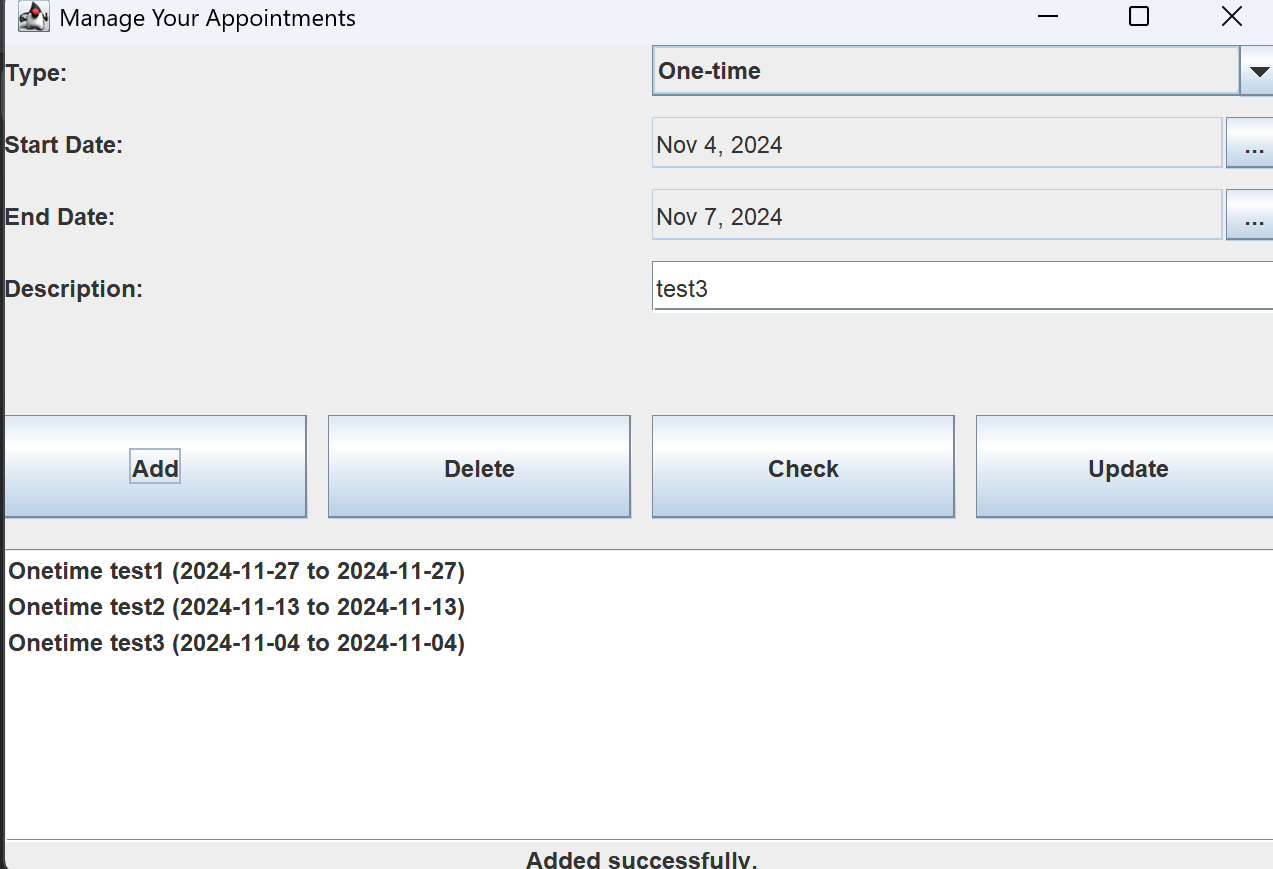 Manage Your Appointments
Type: One-time
Start Date: Nov 4, 2024 ...
End Date: Nov 7, 2024 ...
Description: test3
Add Delete Check Update
Onetime test1 (2024-11-27 to 2024-11-27)
Onetime test2 (2024-11-13 to 2024-11-13)
Onetime test3 (2024-11-04 to 2024-11-04)
Added successfully.